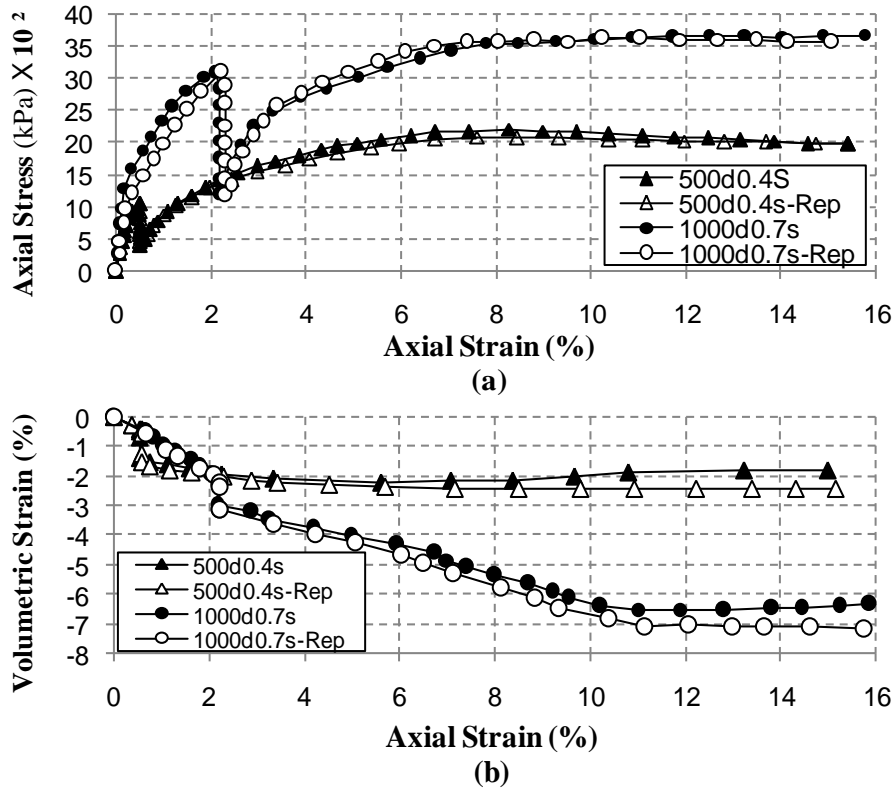 Axial Stress (kPa) X 10 ²
40
35
30
25
20
15
10
5
0
500d0.4S
500d0.4s-Rep
1000d0.7s
1000d0.7s-Rep
0 2 4 6 8 10 12 14 16
Axial Strain (%)
(a)
Volumetric Strain (%)
0
-1
-2
-3
-4
-5
-6
-7
-8
500d0.4s
500d0.4s-Rep
1000d0.7s
1000d0.7s-Rep
0 2 4 6 8 10 12 14 16
Axial Strain (%)
(b)